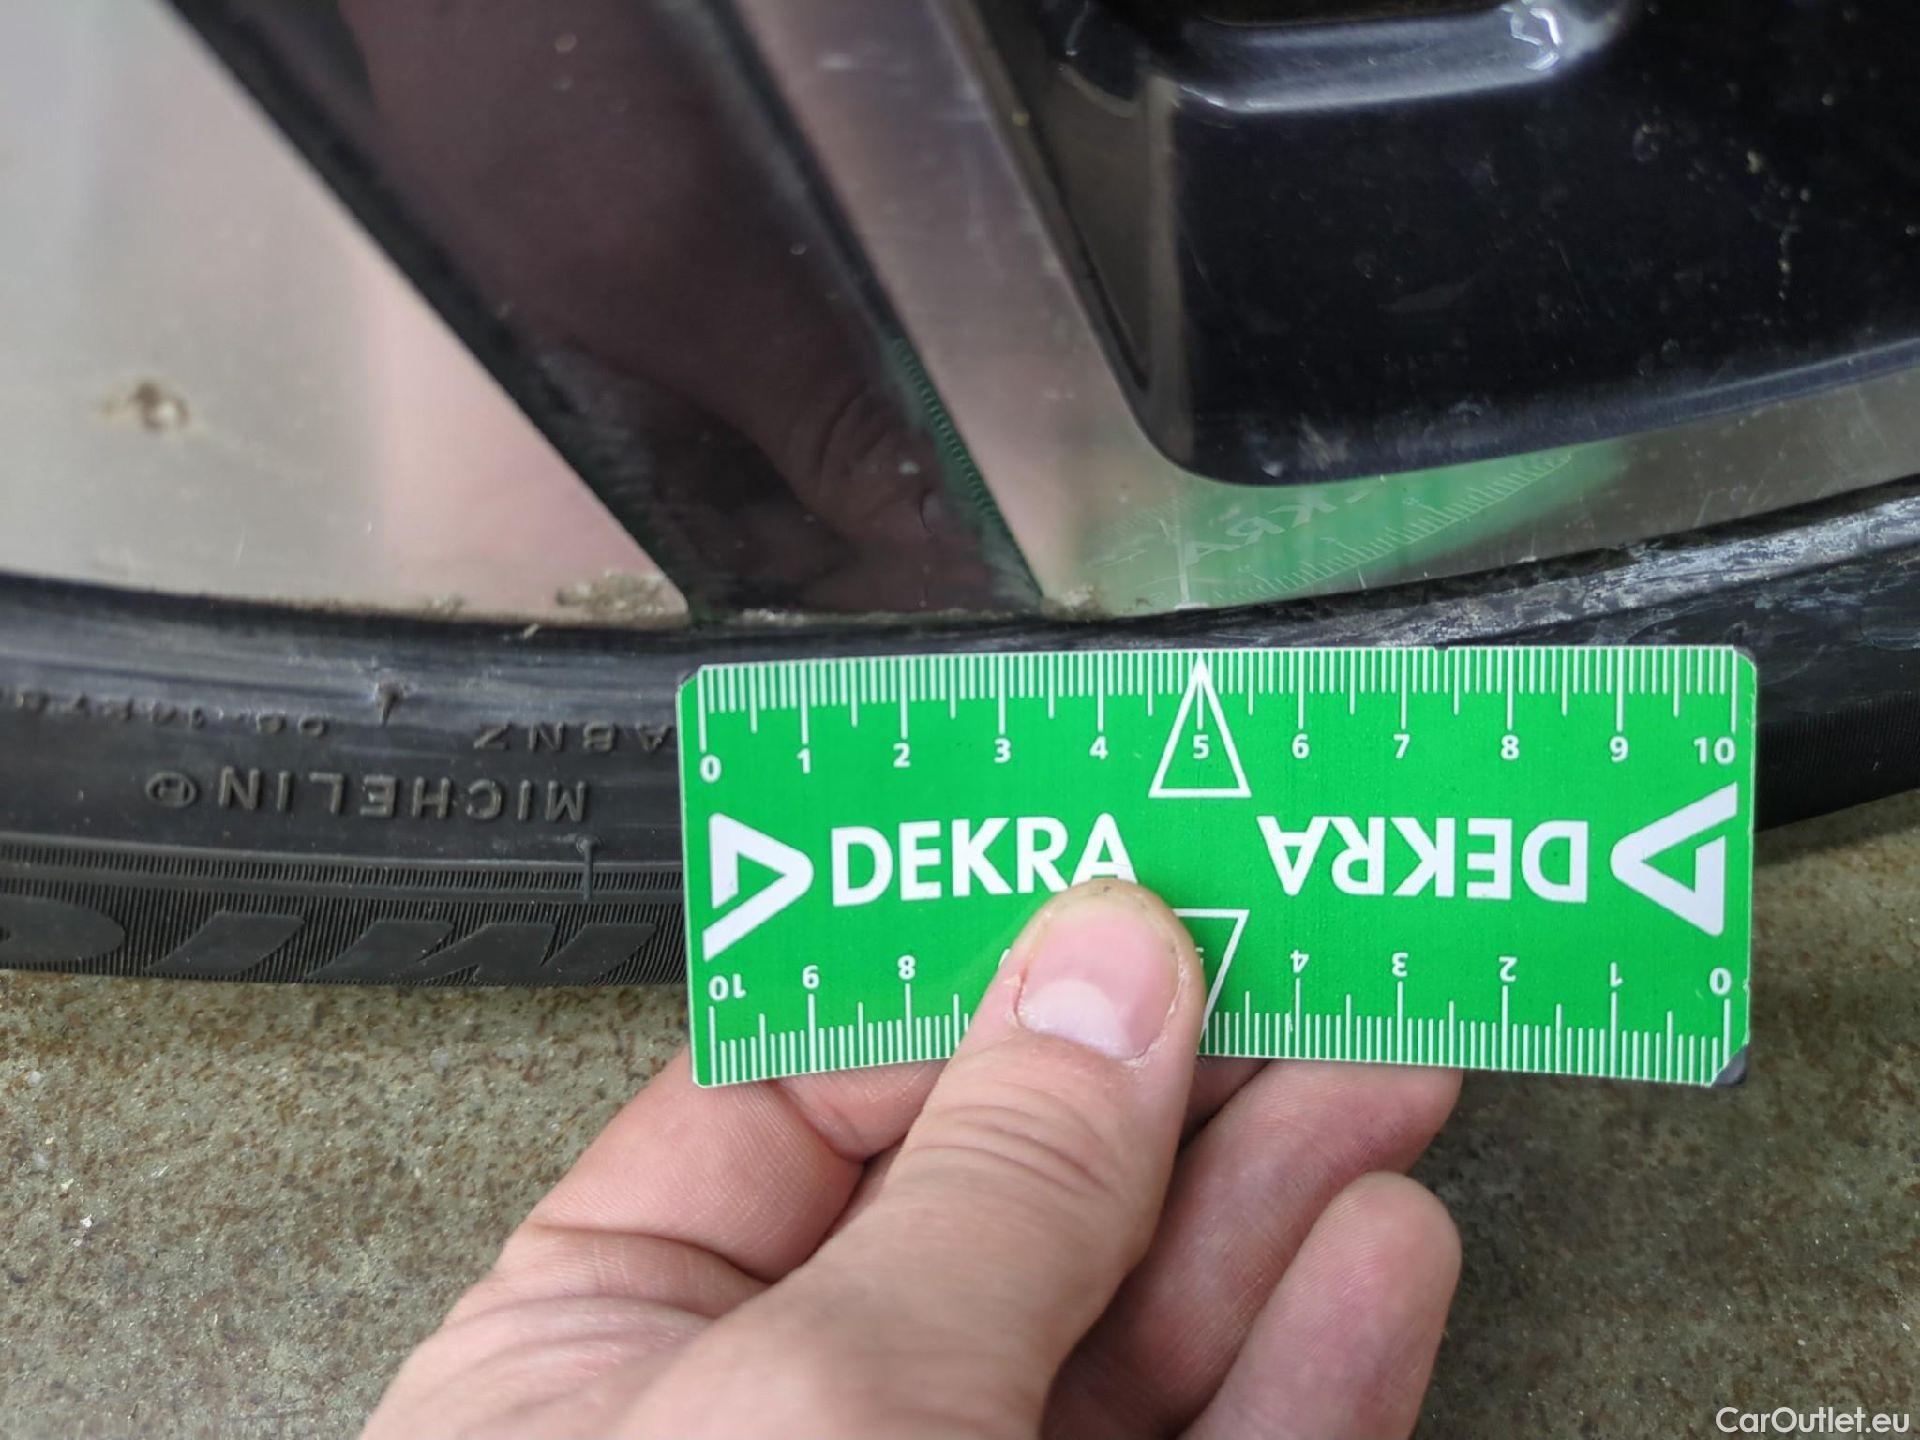 MICHELIN
0 1 2 3 4 5 6 7 8 9 10
DEKRA DEKRA
10 9 8 4 3 2 1 0
CarOutlet.eu